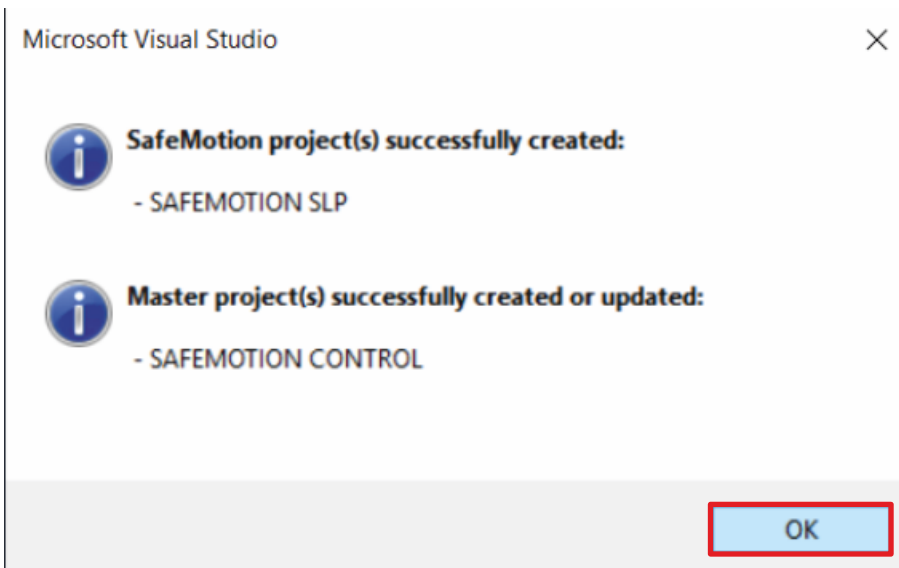 Microsoft Visual Studio
SafeMotion project(s) successfully created:
- SAFEMOTION SLP
Master project(s) successfully created or updated:
- SAFEMOTION CONTROL
OK